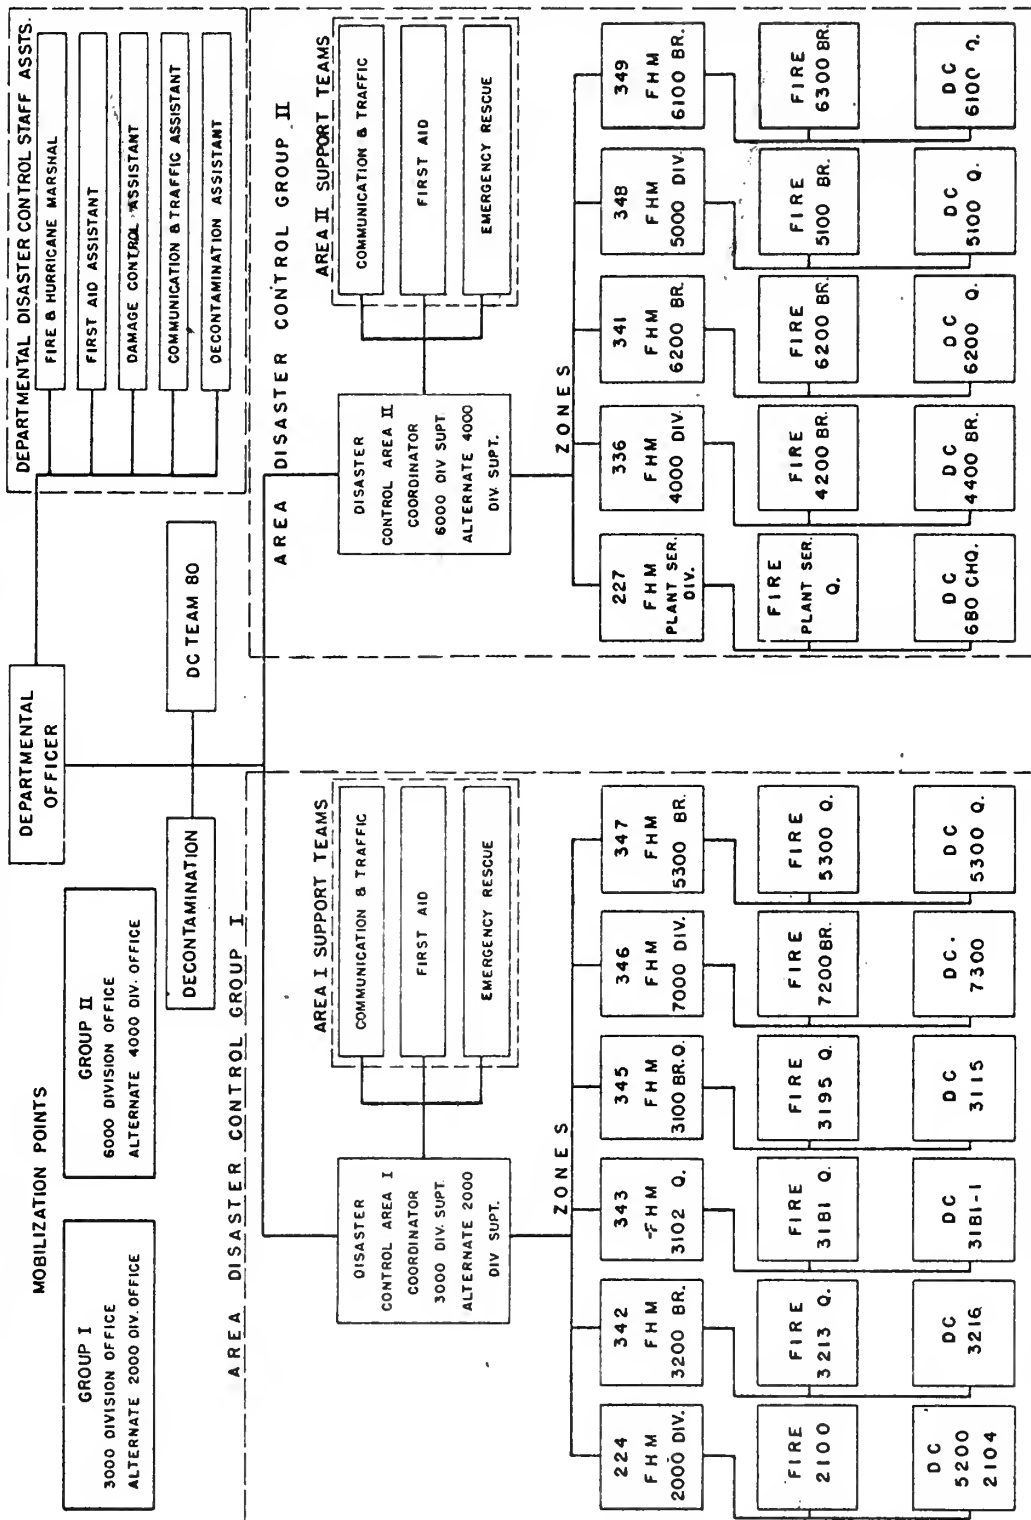 MOBILIZATION POINTS
GROUP I
3000 DIVISION OFFICE
ALTERNATE 2000 DIV. OFFICE
GROUP II
6000 DIVISION OFFICE
ALTERNATE 4000 DIV. OFFICE
DEPARTMENTAL
OFFICER
DEPARTMENTAL DISASTER CONTROL STAFF ASSTS.
FIRE & HURRICANE MARSHAL
FIRST AID ASSISTANT
DAMAGE CONTROL ASSISTANT
COMMUNICATION & TRAFFIC ASSISTANT
DECONTAMINATION ASSISTANT
DECONTAMINATION
DC TEAM 80
AREA DISASTER CONTROL GROUP I
DISASTER
CONTROL AREA I
COORDINATOR
3000 DIV. SUPT.
ALTERNATE 2000
DIV SUPT.
AREA I SUPPORT TEAMS
COMMUNICATION & TRAFFIC
FIRST AID
EMERGENCY RESCUE
ZONES
224
FHM
2000 DIV
FIRE
2100
DC
5200
2104
342
FHM
3200 BR.
FIRE
3213 Q.
DC
3216
343
FHM
3102 Q.
FIRE
31B1 Q.
DC
31B1-1
345
FHM
3100 BR.Q.
FIRE
3195 Q.
DC
3115
346
FHM
7000 DIV.
FIRE
7200 BR.
DC.
7300
347
FHM
5300 BR.
FIRE
5300 Q.
DC
5300 Q.
AREA DISASTER CONTROL GROUP II
DISASTER
CONTROL AREA II
COORDINATOR
6000 DIV SUPT.
ALTERNATE 4000
DIV. SUPT.
AREA II SUPPORT TEAMS
COMMUNICATION & TRAFFIC
FIRST AID
EMERGENCY RESCUE
ZONES
227
FHM
PLANT SER.
DIV.
FIRE
PLANT SER.
Q.
DC
680 CHQ.
336
FHM
4000 DIV.
FIRE
4200 BR.
DC
4400 BR.
341
FHM
6200 BR.
FIRE
6200 BR.
DC
6200 Q.
348
FHM
5000 DIV.
FIRE
5100 BR.
DC
5100 Q.
349
FHM
6100 BR.
FIRE
6300 BR.
DC
6100 Q.